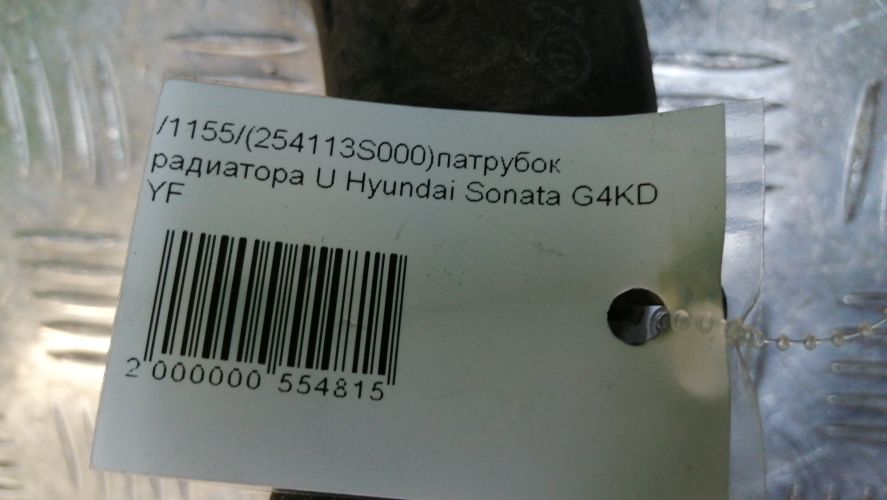 /1155/(254113S000)патрубок
радиатора U Hyundai Sonata G4KD
YF
2 000000 554815